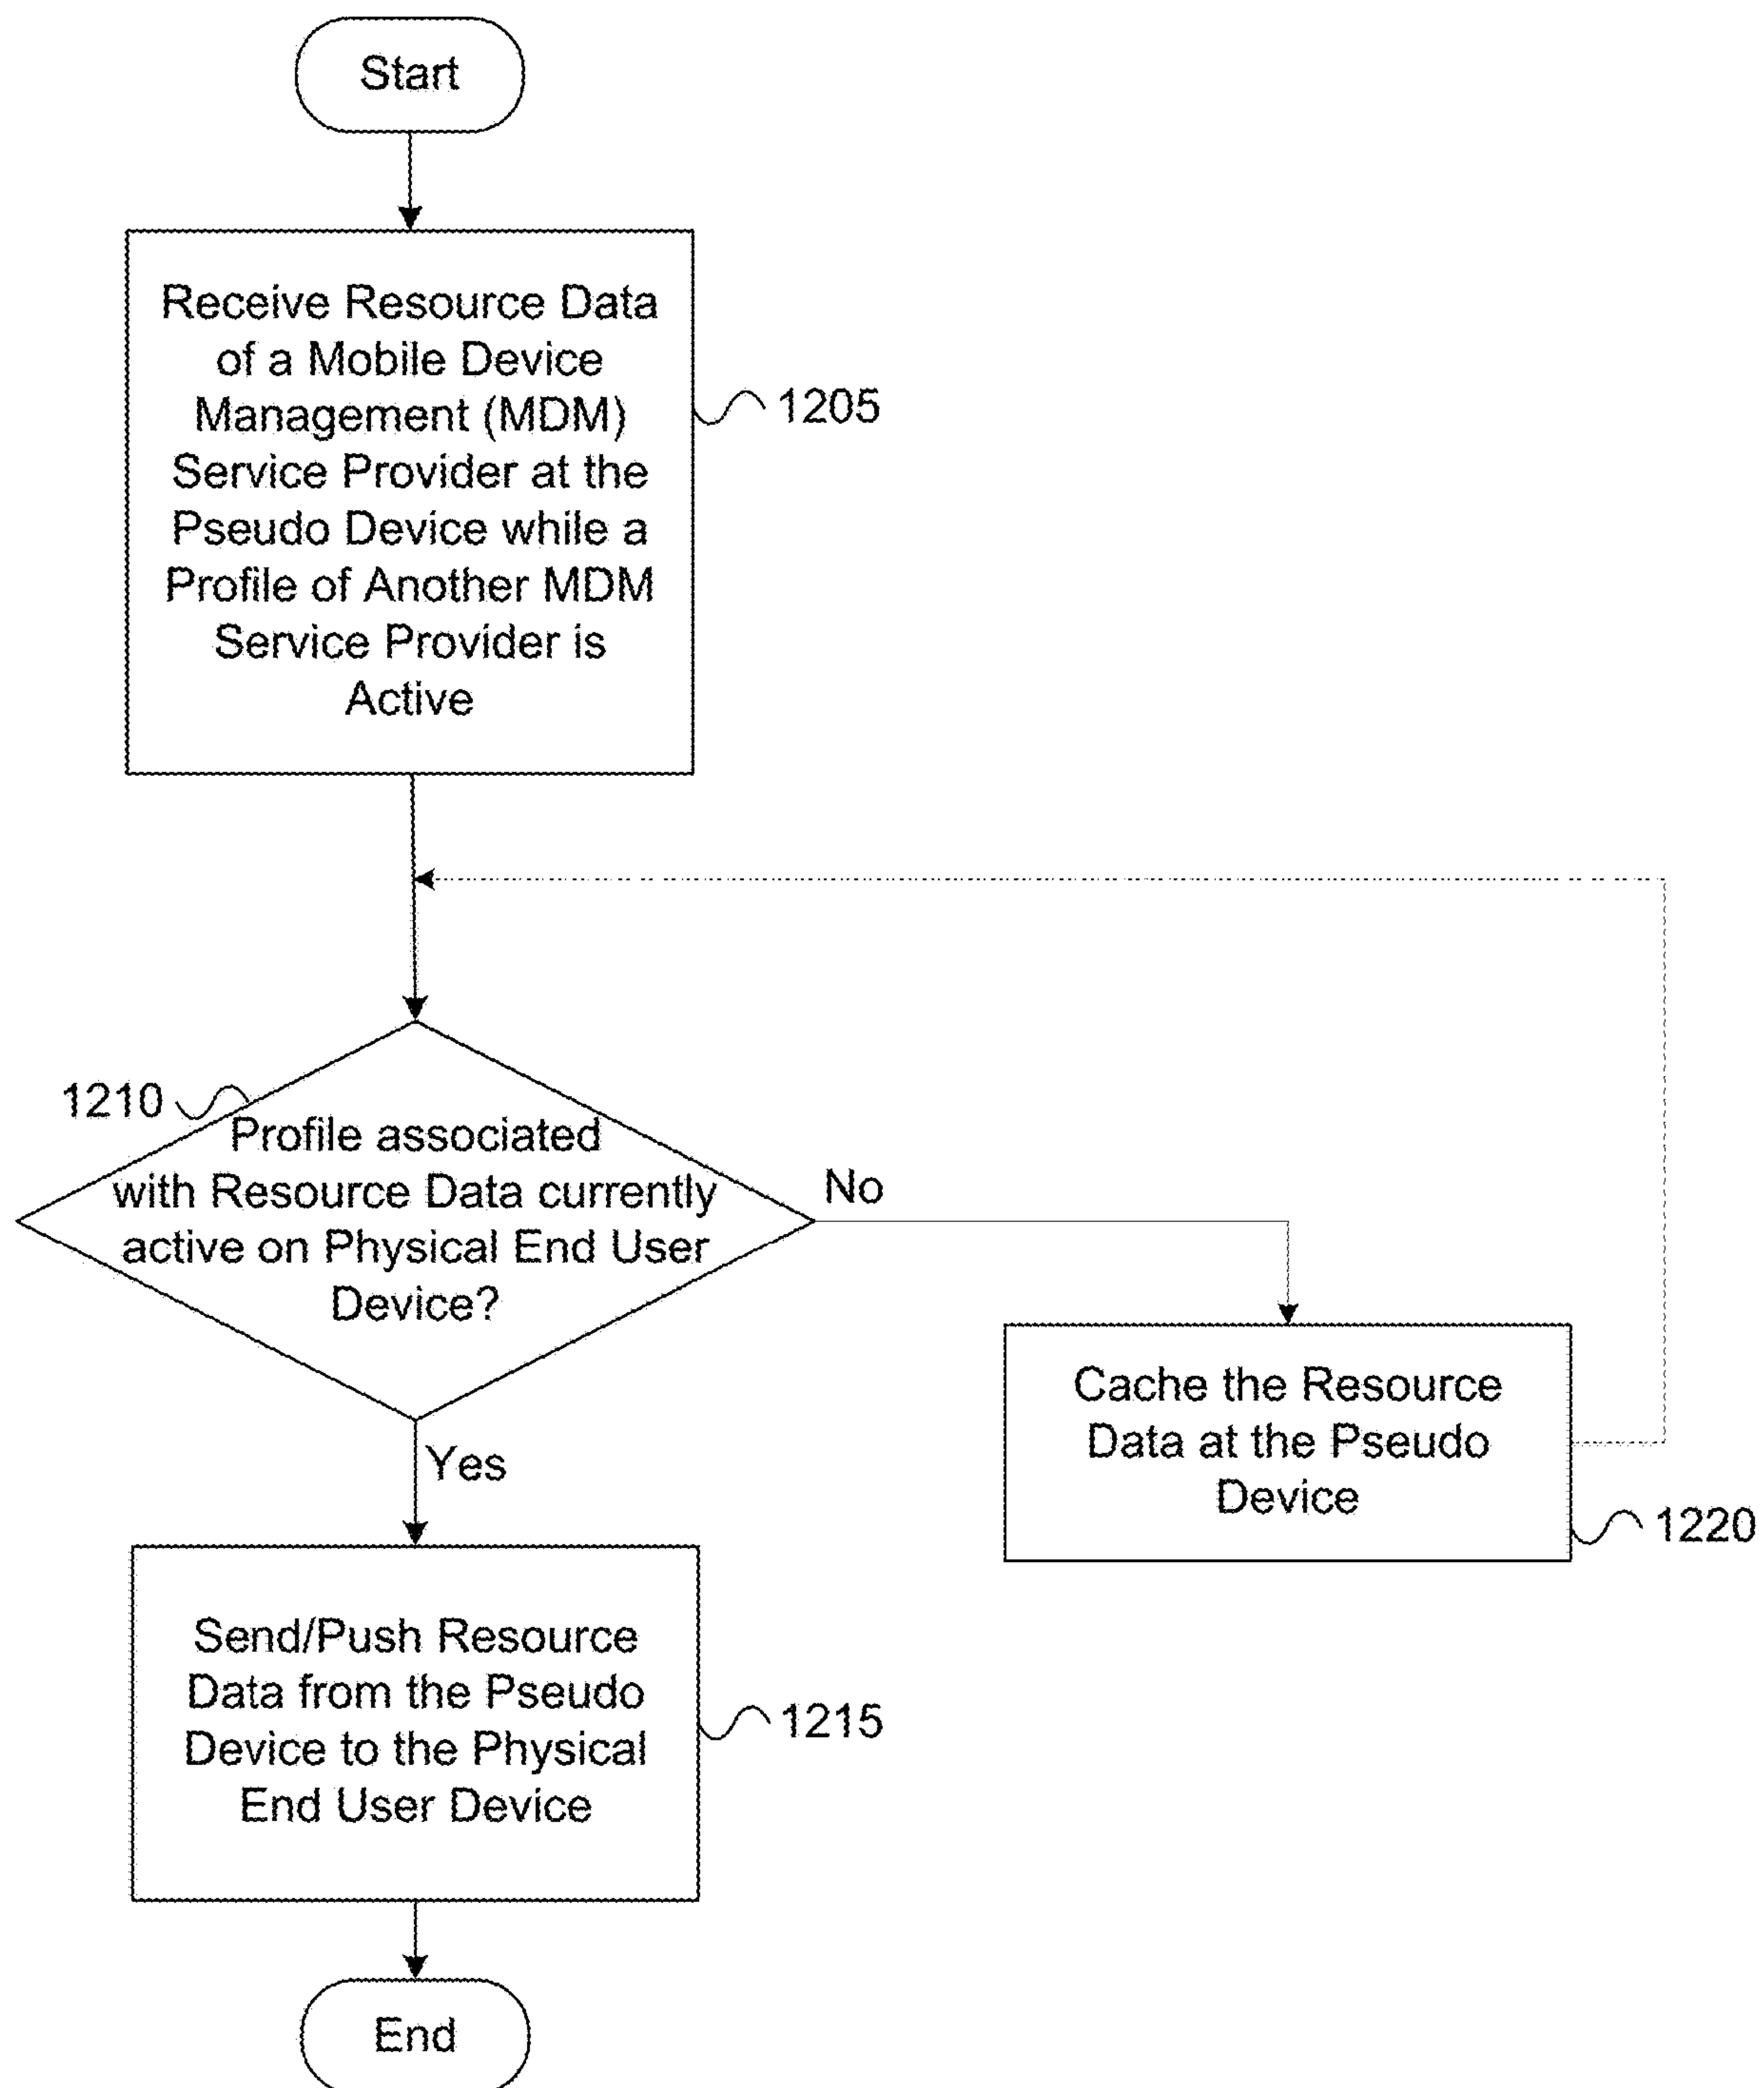 Start
Receive Resource Data
of a Mobile Device
Management (MDM)
Service Provider at the
Pseudo Device while a
Profile of Another MDM
Service Provider is
Active
1205
1210
Profile associated
with Resource Data currently
active on Physical End User
Device?
No
Yes
Cache the Resource
Data at the Pseudo
Device
1220
Send/Push Resource
Data from the Pseudo
Device to the Physical
End User Device
1215
End